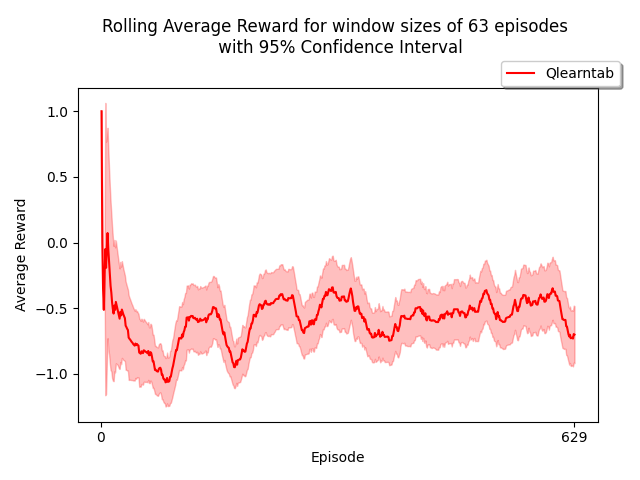 Rolling Average Reward for window sizes of 63 episodes
with 95% Confidence Interval
Qlearntab
1.0
0.5
0.0
−0.5
−1.0
Average Reward
0
629
Episode